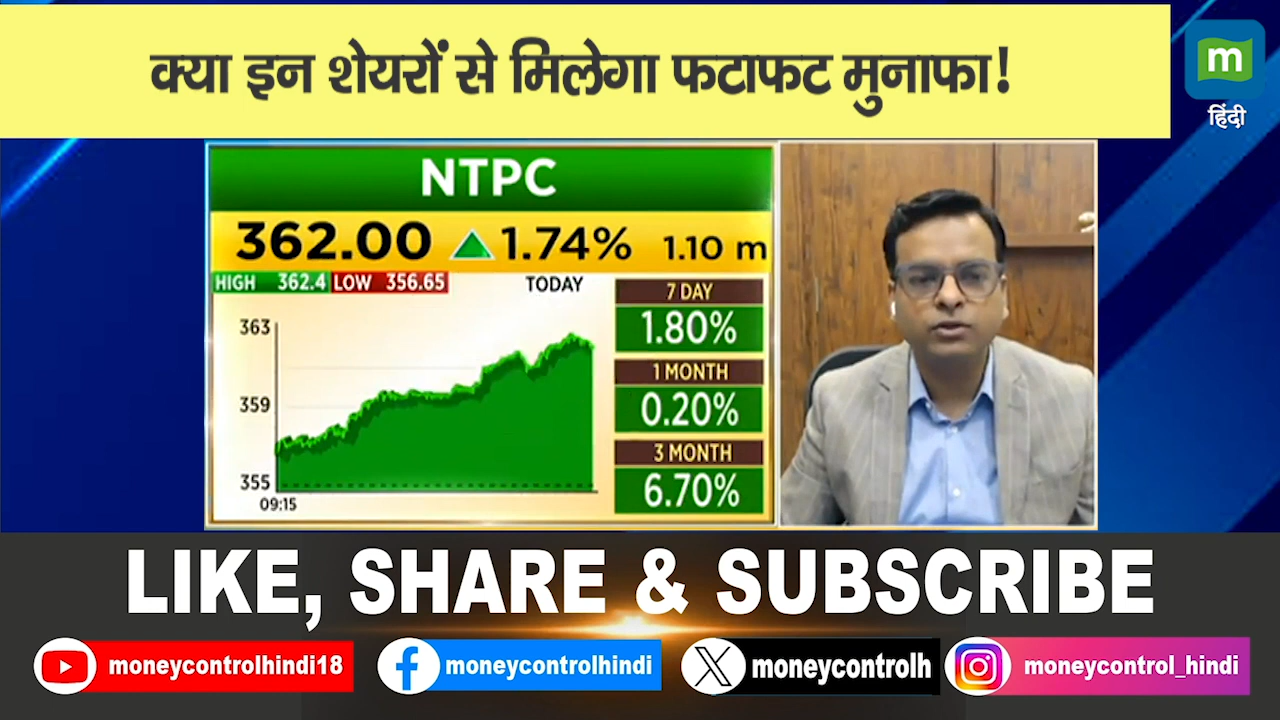 क्या इन शेयरों से मिलेगा फटाफट मुनाफा!
m
हिंदी
NTPC
362.00 1.74% 1.10 m
HIGH 362.4 LOW 356.65 TODAY
363
359
355
09:15
7 DAY
1.80%
1 MONTH
0.20%
3 MONTH
6.70%
LIKE, SHARE & SUBSCRIBE
moneycontrolhindi18 moneycontrolhindi moneycontrolh moneycontrol_hindi